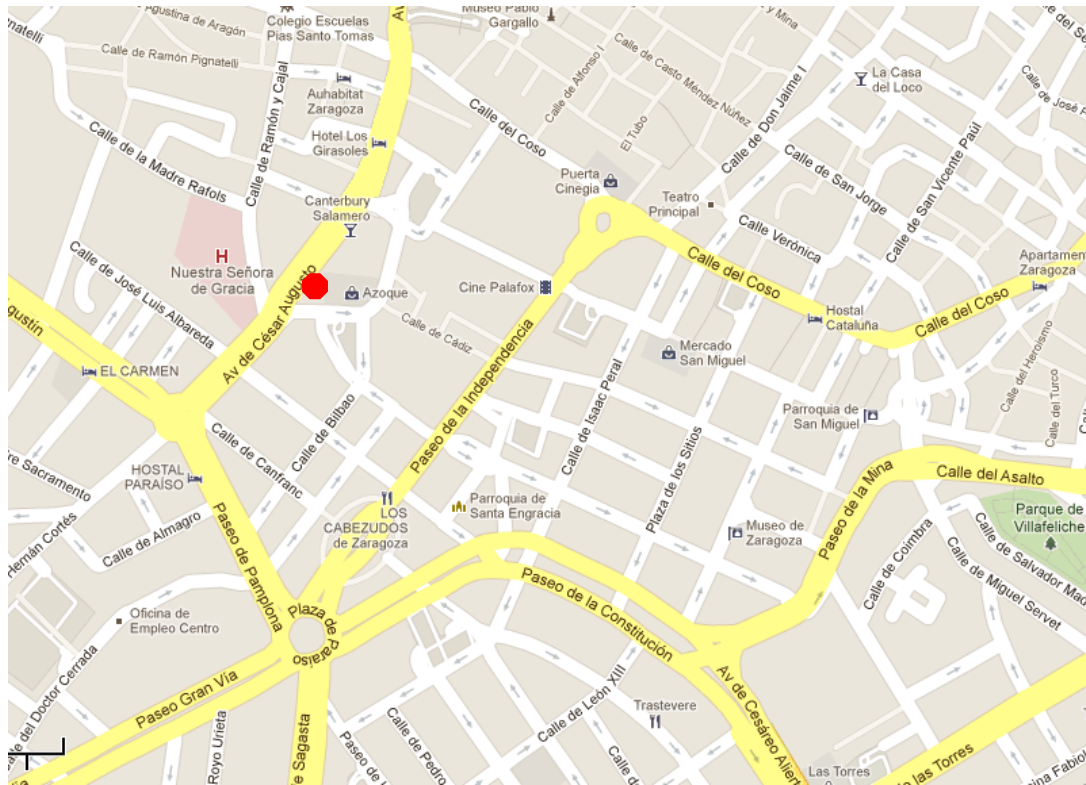 Colegio Escuelas
Pias Santo Tomas
Museo Pablo
Gargallo
Agustina de Aragón
Calle de Ramón Pignatelli
Calle de Alfonso I
Calle de Casto Méndez Núñez
La Casa
del Loco
Auhabitat
Zaragoza
Calle del Coso
El Tubo
Calle de Don Jaime I
Calle de Ramón y Cajal
Hotel Los
Girasoles
Calle de la Madre Rafols
Calle de San Jorge
Calle de San Vicente Paúl
Puerta
Cinegia
Teatro
Principal
Canterbury
Salamero
Calle Verónica
H
Nuestra Señora
de Gracia
Calle de José Luis Albareda
Azoque
Cine Palafox
Calle del Coso
Apartament
Zaragoza
Av de César Augusto
Calle de Cádiz
Hostal
Cataluña
Calle del Coso
Agustín
Mercado
San Miguel
Calle del Heroísmo
Calle del Turco
EL CARMEN
Paseo de la Independencia
Calle de Isaac Peral
Parroquia de
San Miguel
Calle de Bilbao
Calle de Canfranc
Plaza de los Sitios
Paseo de la Mina
Calle del Asalto
HOSTAL
PARAÍSO
Sacramento
Hernán Cortés
Calle de Almagro
Paseo de Pamplona
LOS
CABEZUDOS
de Zaragoza
Parroquia de
Santa Engracia
Museo de
Zaragoza
Parque de
Villafeliche
Calle de Coimbra
Calle de Salvador Mac
Calle de Miguel Servet
Oficina de
Empleo Centro
Plaza de Paraíso
Paseo de la Constitución
del Doctor Cerrada
Paseo Gran Vía
Royo Urieta
de Sagasta
Calle de Pedro
Calle de León XIII
Trastevere
Av de Cesáreo Aliert
Las Torres
de las Torres